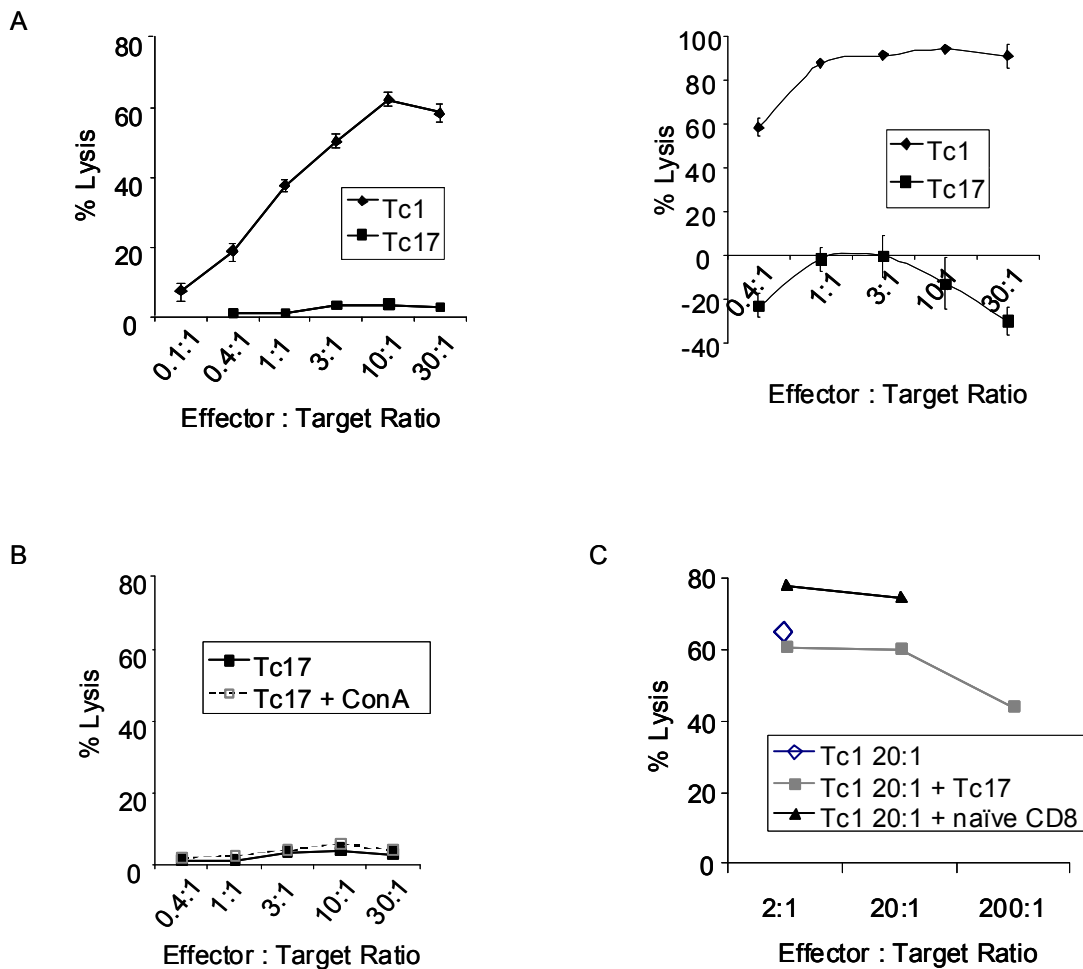 A
80
60
40
20
0
% Lysis
Tc1
Tc17
0.1:1
0.4:1
1:1
3:1
10:1
30:1
Effector : Target Ratio
100
80
60
40
20
0
-20
-40
% Lysis
Tc1
Tc17
0.4:1
1:1
3:1
10:1
30:1
Effector : Target Ratio
B
80
60
40
20
0
% Lysis
Tc17
Tc17 + ConA
0.4:1
1:1
3:1
10:1
30:1
Effector : Target Ratio
C
80
60
40
20
0
% Lysis
Tc1 20:1
Tc1 20:1 + Tc17
Tc1 20:1 + naïve CD8
2:1
20:1
200:1
Effector : Target Ratio